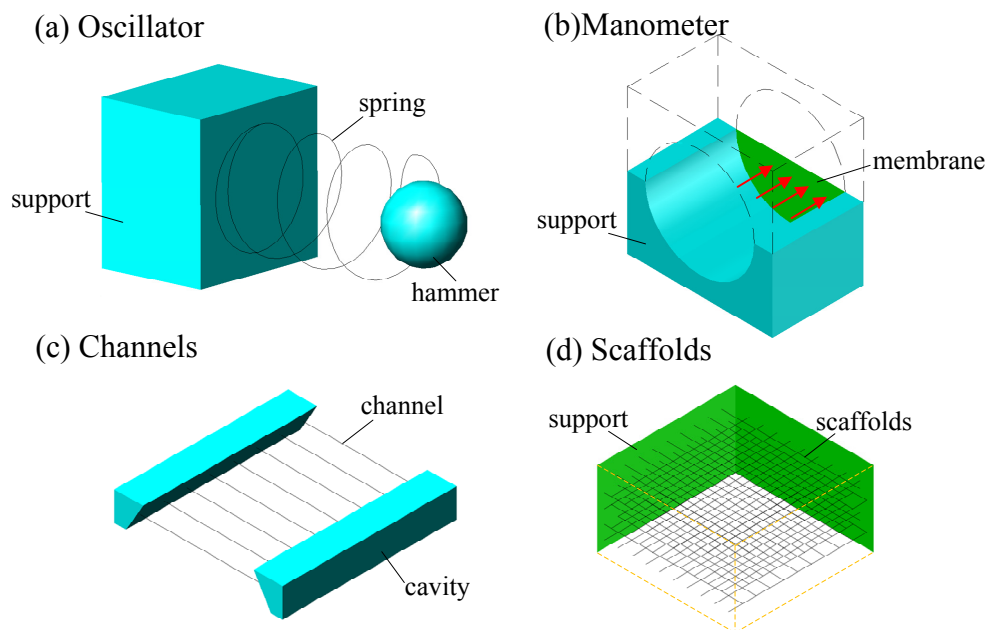 (a) Oscillator
spring
support
hammer
(b)Manometer
membrane
support
(c) Channels
channel
cavity
(d) Scaffolds
support
scaffolds